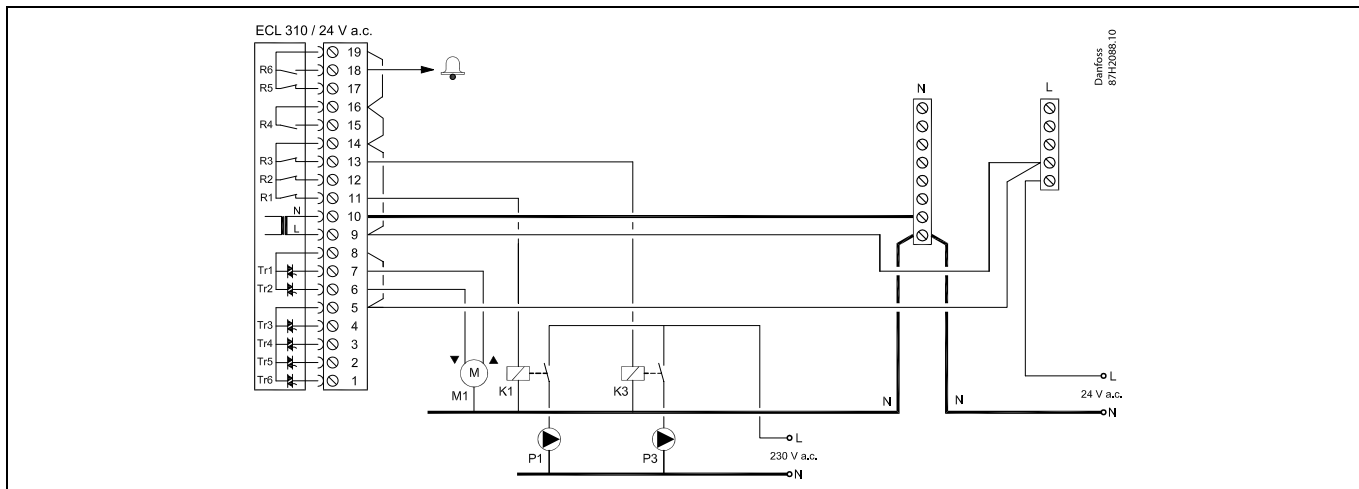 ECL 310 / 24 V a.c.
19
R6
18
R5
17
16
R4
15
14
R3
13
R2
12
R1
11
N
10
L
9
8
Tr1
7
Tr2
6
5
Tr3
4
Tr4
3
Tr5
2
Tr6
1
M
M1
K1
K3
P1
P3
N
L
Danfoss
87H2088.10
N
N
L
24 V a.c.
N
L
230 V a.c.
N